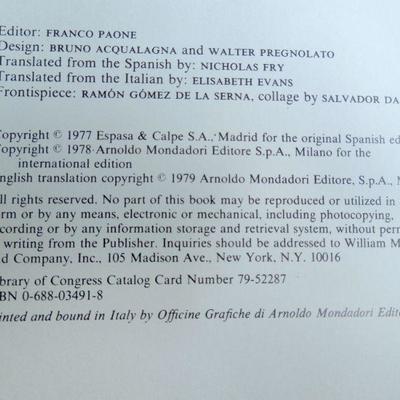 Editor: FRANCO PAONE
Design: BRUNO ACQUALAGNA and WALTER PREGNOLATO
Translated from the Spanish by: NICHOLAS FRY
Translated from the Italian by: ELISABETH EVANS
Frontispiece: RAMÓN GÓMEZ DE LA SERNA, collage by SALVADOR DA
opyright © 1977 Espasa & Calpe S.A., Madrid for the original Spanish ed
opyright © 1978 Arnoldo Mondadori Editore S.p.A., Milano for the
international edition
nglish translation copyright © 1979 Arnoldo Mondadori Editore, S.p.A., M
ll rights reserved. No part of this book may be reproduced or utilized in
orm or by any means, electronic or mechanical, including photocopying,
cording or by any information storage and retrieval system, without perm
writing from the Publisher. Inquiries should be addressed to William M
d Company, Inc., 105 Madison Ave., New York, N.Y. 10016
ibrary of Congress Catalog Card Number 79-52287
BN 0-688-03491-8
inted and bound in Italy by Officine Grafiche di Arnoldo Mondadori Edito